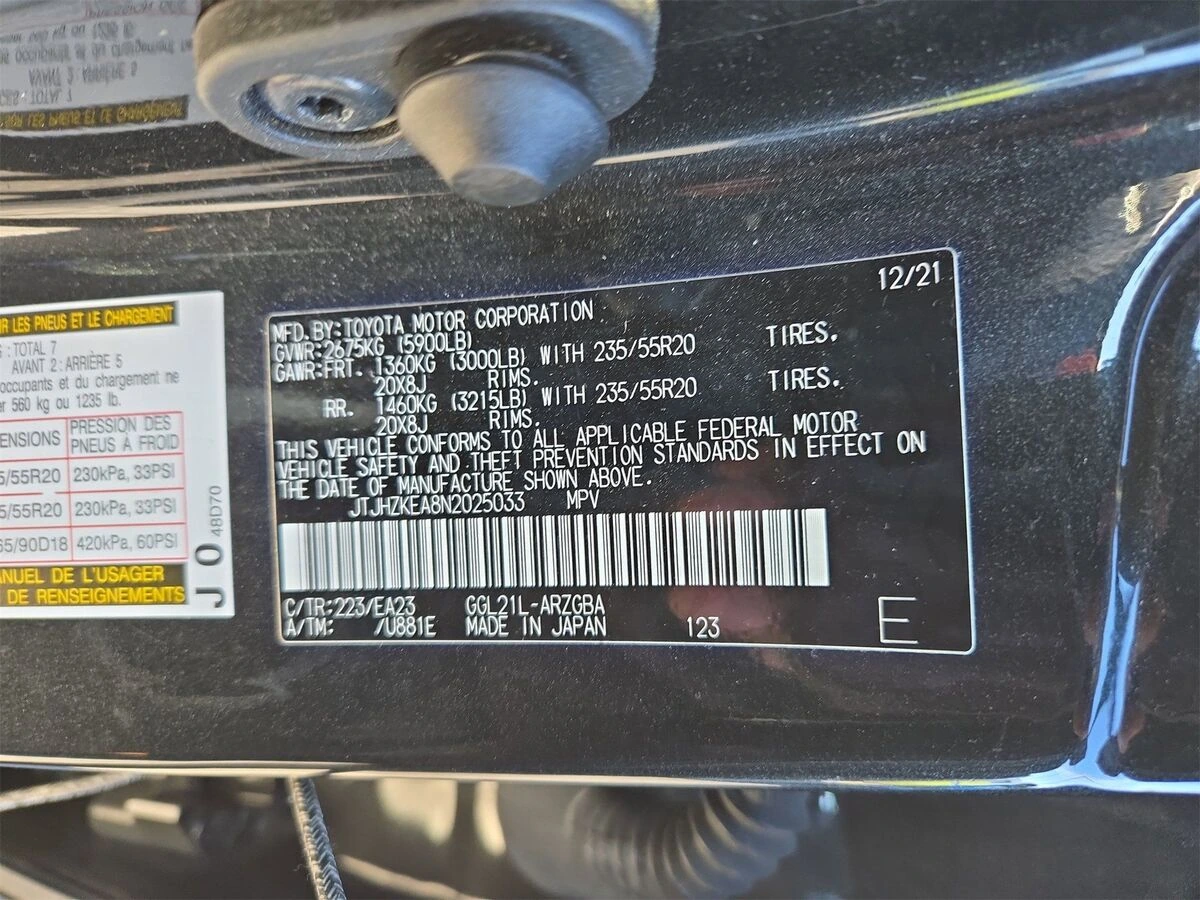 R LES PNEUS ET LE CHARGEMENT
: TOTAL 7
AVANT 2 : ARRIÈRE 5
occupants et du chargement ne
er 560 kg ou 1235 lb.
ENSIONS PRESSION DES
PNEUS À FROID
5/55R20 230kPa, 33PSI
5/55R20 230kPa, 33PSI
65/90D18 420kPa, 60PSI
ANUEL DE L'USAGER
DE RENSEIGNEMENTS
J 0 48D70
12/21
MFD.BY:TOYOTA MOTOR CORPORATION
GVWR:2675KG (5900LB)
GAWR:FRT. 1360KG (3000LB) WITH 235/55R20 TIRES.
20X8J RIMS.
RR. 1460KG (3215LB) WITH 235/55R20 TIRES.
20X8J RIMS.
THIS VEHICLE CONFORMS TO ALL APPLICABLE FEDERAL MOTOR
VEHICLE SAFETY AND THEFT PREVENTION STANDARDS IN EFFECT ON
THE DATE OF MANUFACTURE SHOWN ABOVE.
JTJHZKEA8N2025033 MPV
C/TR:223/EA23 GGL21L-ARZGBA
A/TM: /U881E MADE IN JAPAN 123
E